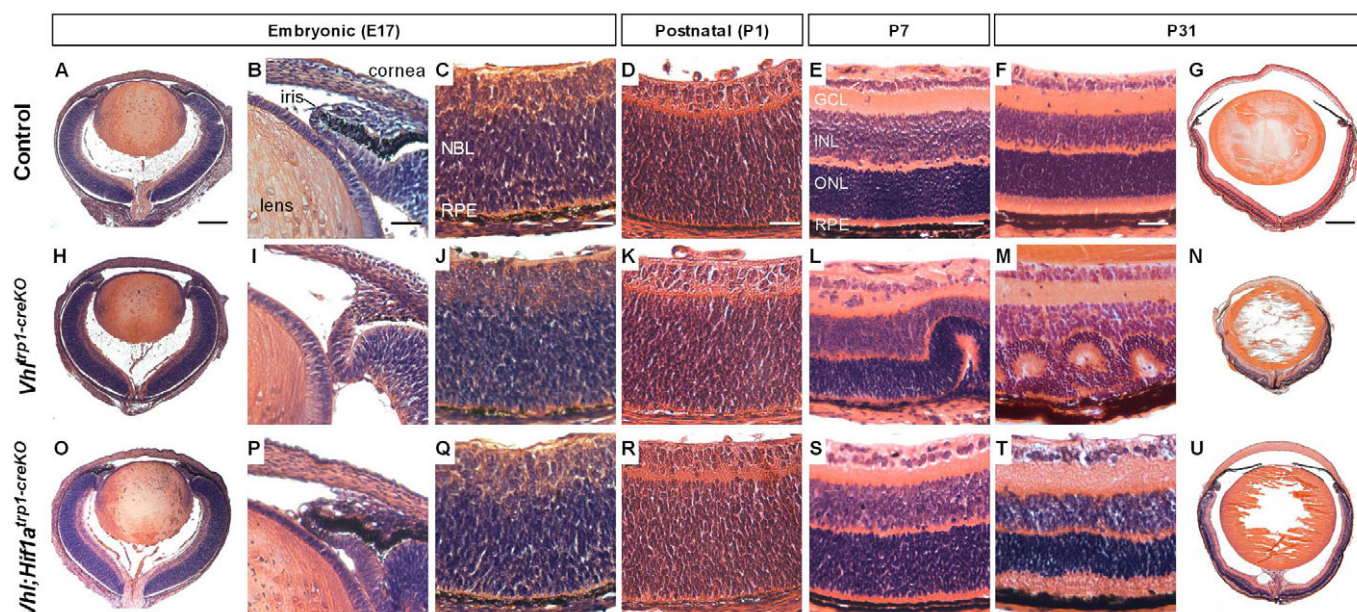 Embryonic (E17) Postnatal (P1) P7 P31
Control
A B C D E F G
cornea
iris
GCL
NBL INL
ONL
lens
RPE RPE
Vhl trp1-creKO
H I J K L M N
Vhl;Hif1a trp1-creKO
O P Q R S T U